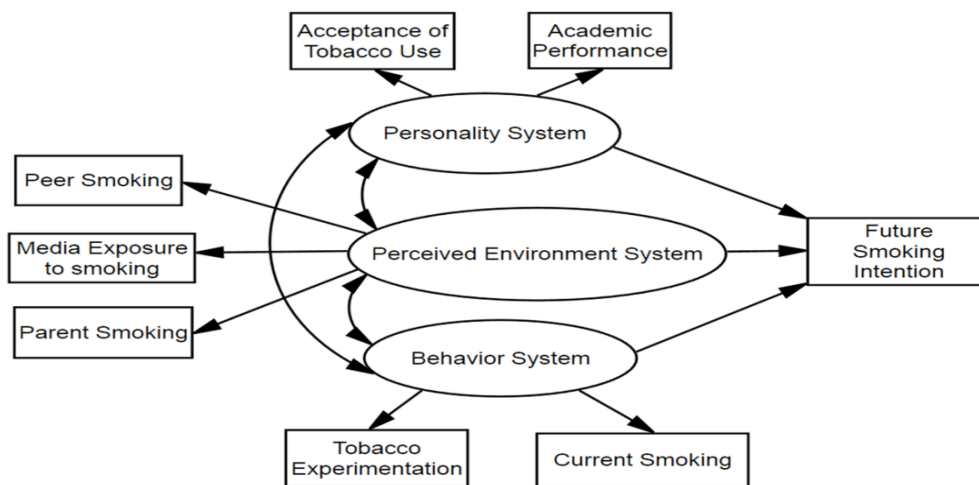 Acceptance of
Tobacco Use
Academic
Performance
Personality System
Peer Smoking
Media Exposure
to smoking
Perceived Environment System
Future
Smoking
Intention
Parent Smoking
Behavior System
Tobacco
Experimentation
Current Smoking